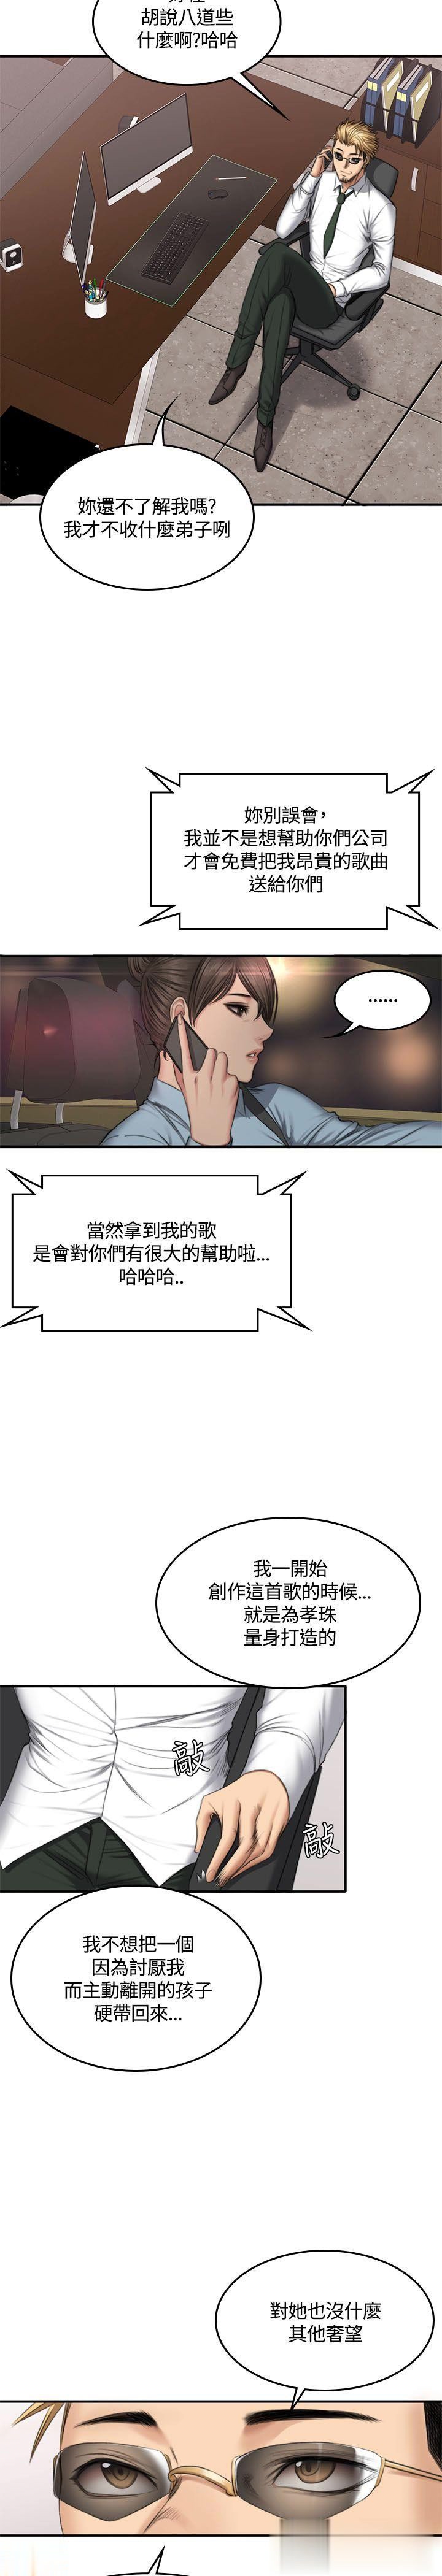 胡說八道些
什麼啊?哈哈
妳還不了解我嗎?
我才不收什麼弟子咧
妳別誤會,
我並不是想幫助你們公司
才會免費把我昂貴的歌曲
送給你們
......
當然拿到我的歌
是會對你們有很大的幫助啦...
哈哈哈..
我一開始
創作這首歌的時候...
就是為孝珠
量身打造的
敲
敲
我不想把一個
因為討厭我
而主動離開的孩子
硬帶回來...
對她也沒什麼
其他奢望